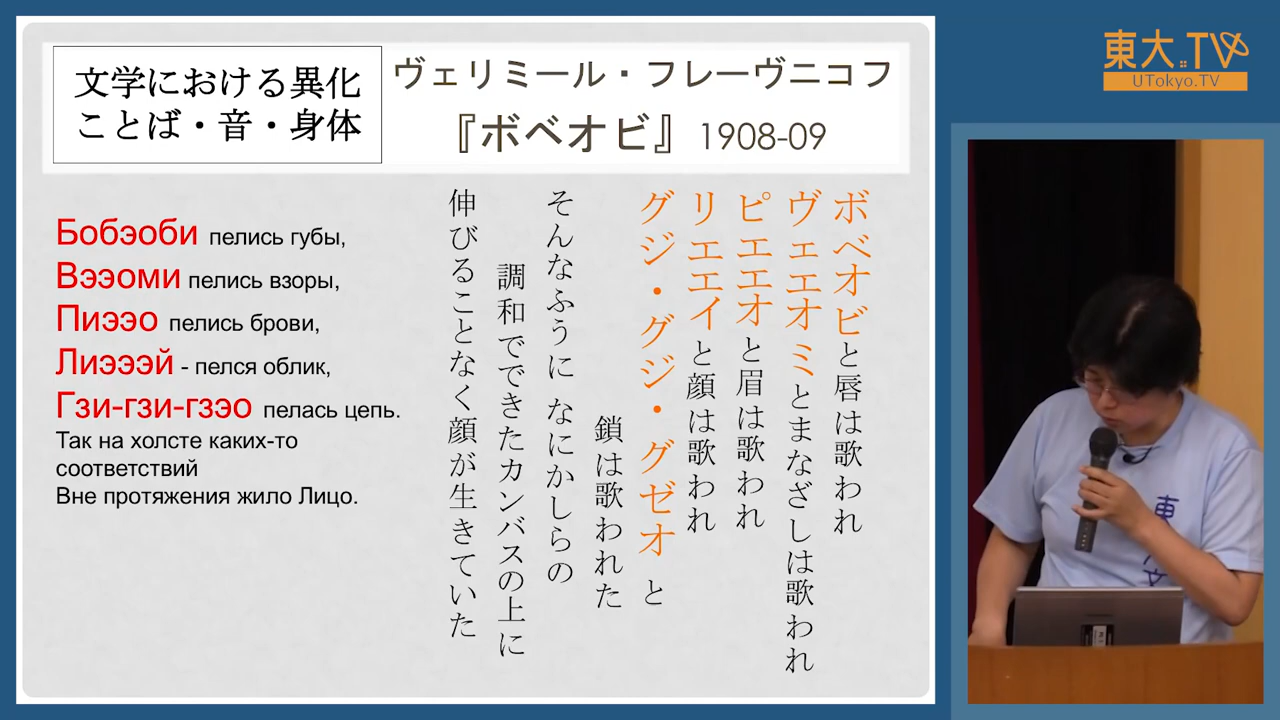 文学における異化
ことば・音・身体
ヴェリミール・フレーヴニコフ
『ボベオビ』1908-09
Бобэоби пелись губы,
Вээоми пелись взоры,
Пиээо пелись брови,
Лиэээй - пелся облик,
Гзи-гзи-гзэо пелась цепь.
Так на холсте каких-то
соответствий
Вне протяжения жило Лицо.
ボベオビと唇は歌われ
ヴェエオミとまなざしは歌われ
ピエエオと眉は歌われ
リエエイと顔は歌われ
グジ・グジ・グゼオ と
鎖は歌われた
そんなふうに なにかしらの
調和でできたカンバスの上に
伸びることなく顔が生きていた
東大.TV
UTokyo.TV
東
文